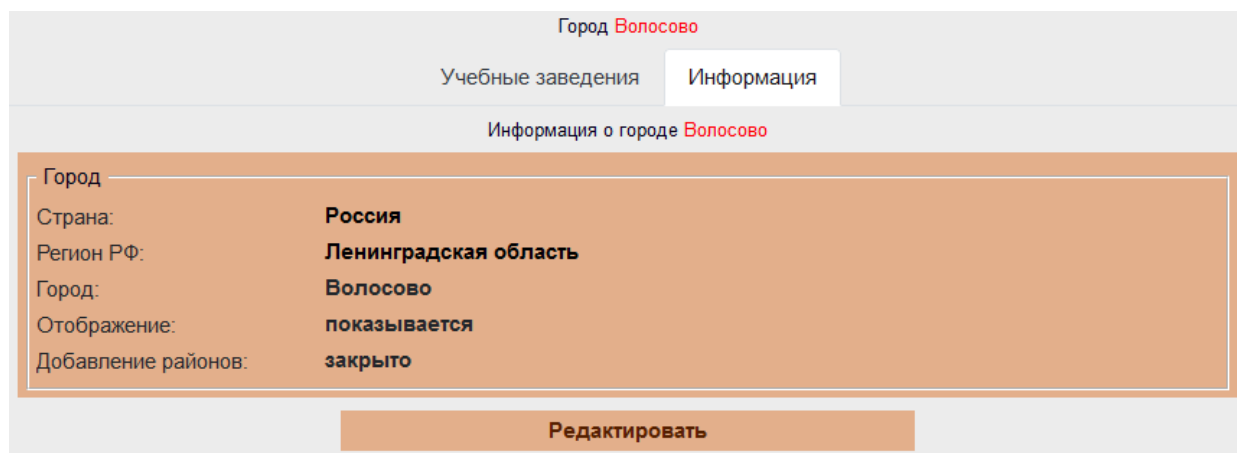 Город Волосово
Учебные заведения Информация
Информация о городе Волосово
Город
Страна: Россия
Регион РФ: Ленинградская область
Город: Волосово
Отображение: показывается
Добавление районов: закрыто
Редактировать